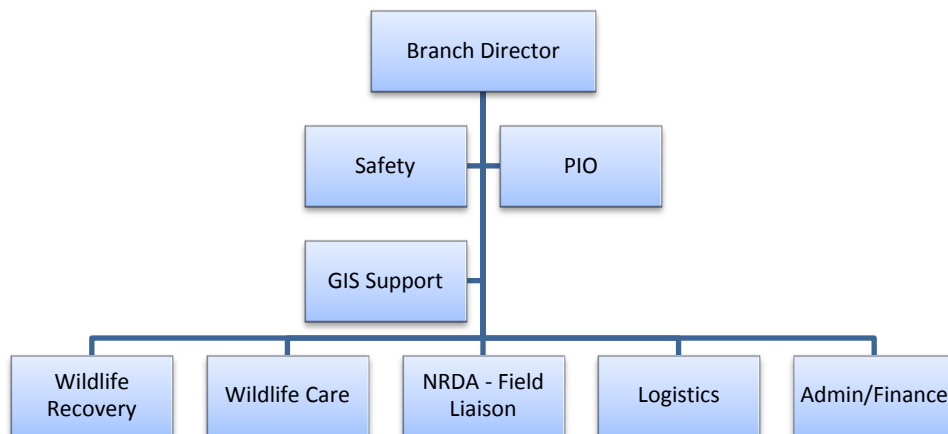 Branch Director
Safety
PIO
GIS Support
Wildlife
Recovery
Wildlife Care
NRDA - Field
Liaison
Logistics
Admin/Finance